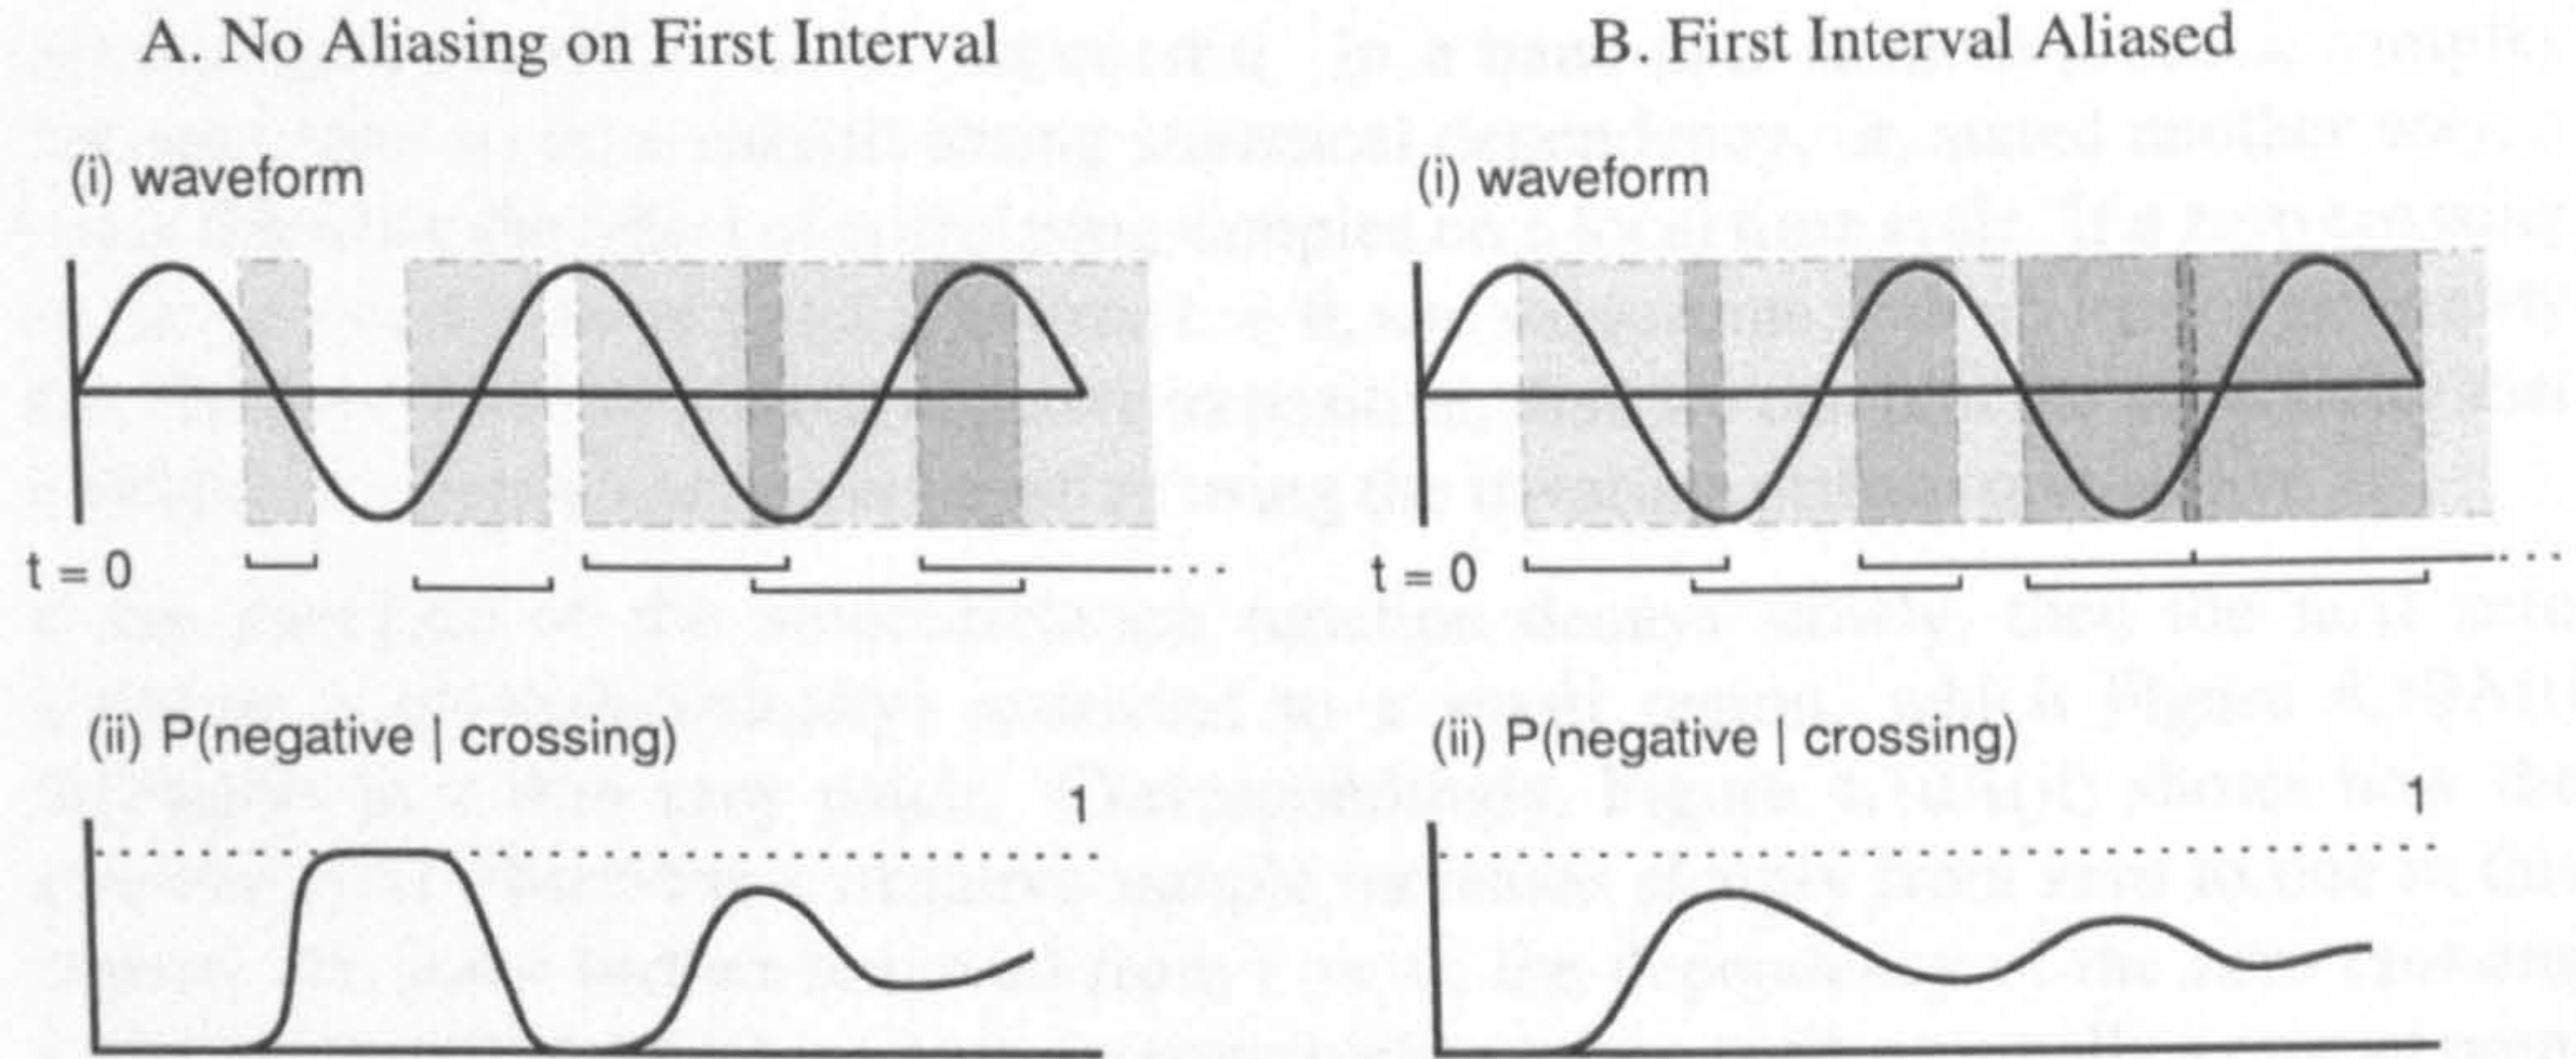 A. No Aliasing on First Interval
(i) waveform
t = 0
...
(ii) P(negative | crossing)
1
B. First Interval Aliased
(i) waveform
t = 0
...
(ii) P(negative | crossing)
1